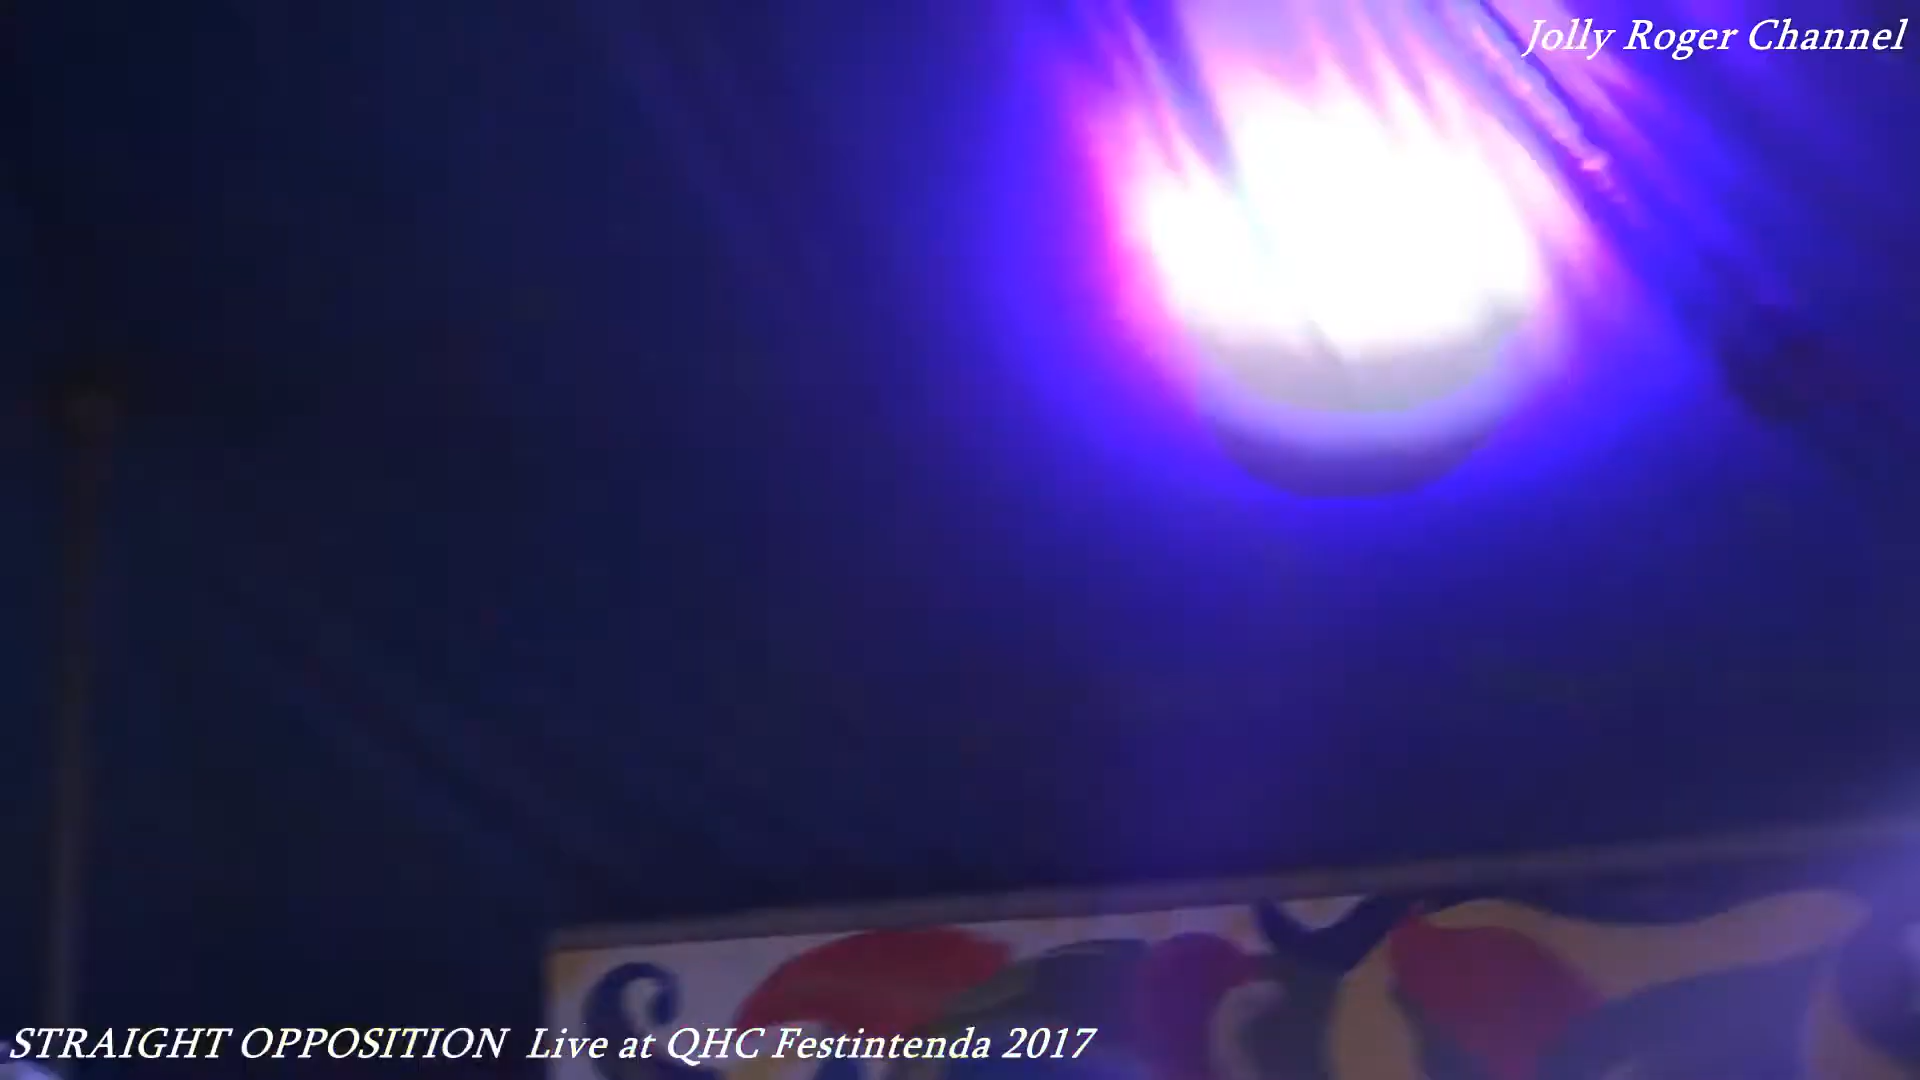 Jolly Roger Channel
STRAIGHT OPPOSITION Live at QHC Festintenda 2017